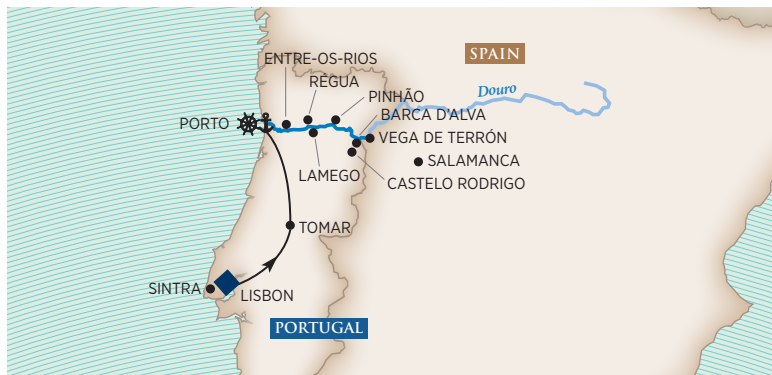 SPAIN
ENTRE-OS-RIOS
RÉGUA
Douro
PINHÃO
BARCA D'ALVA
PORTO
VEGA DE TERRÓN
SALAMANCA
LAMEGO
CASTELO RODRIGO
TOMAR
SINTRA
LISBON
PORTUGAL